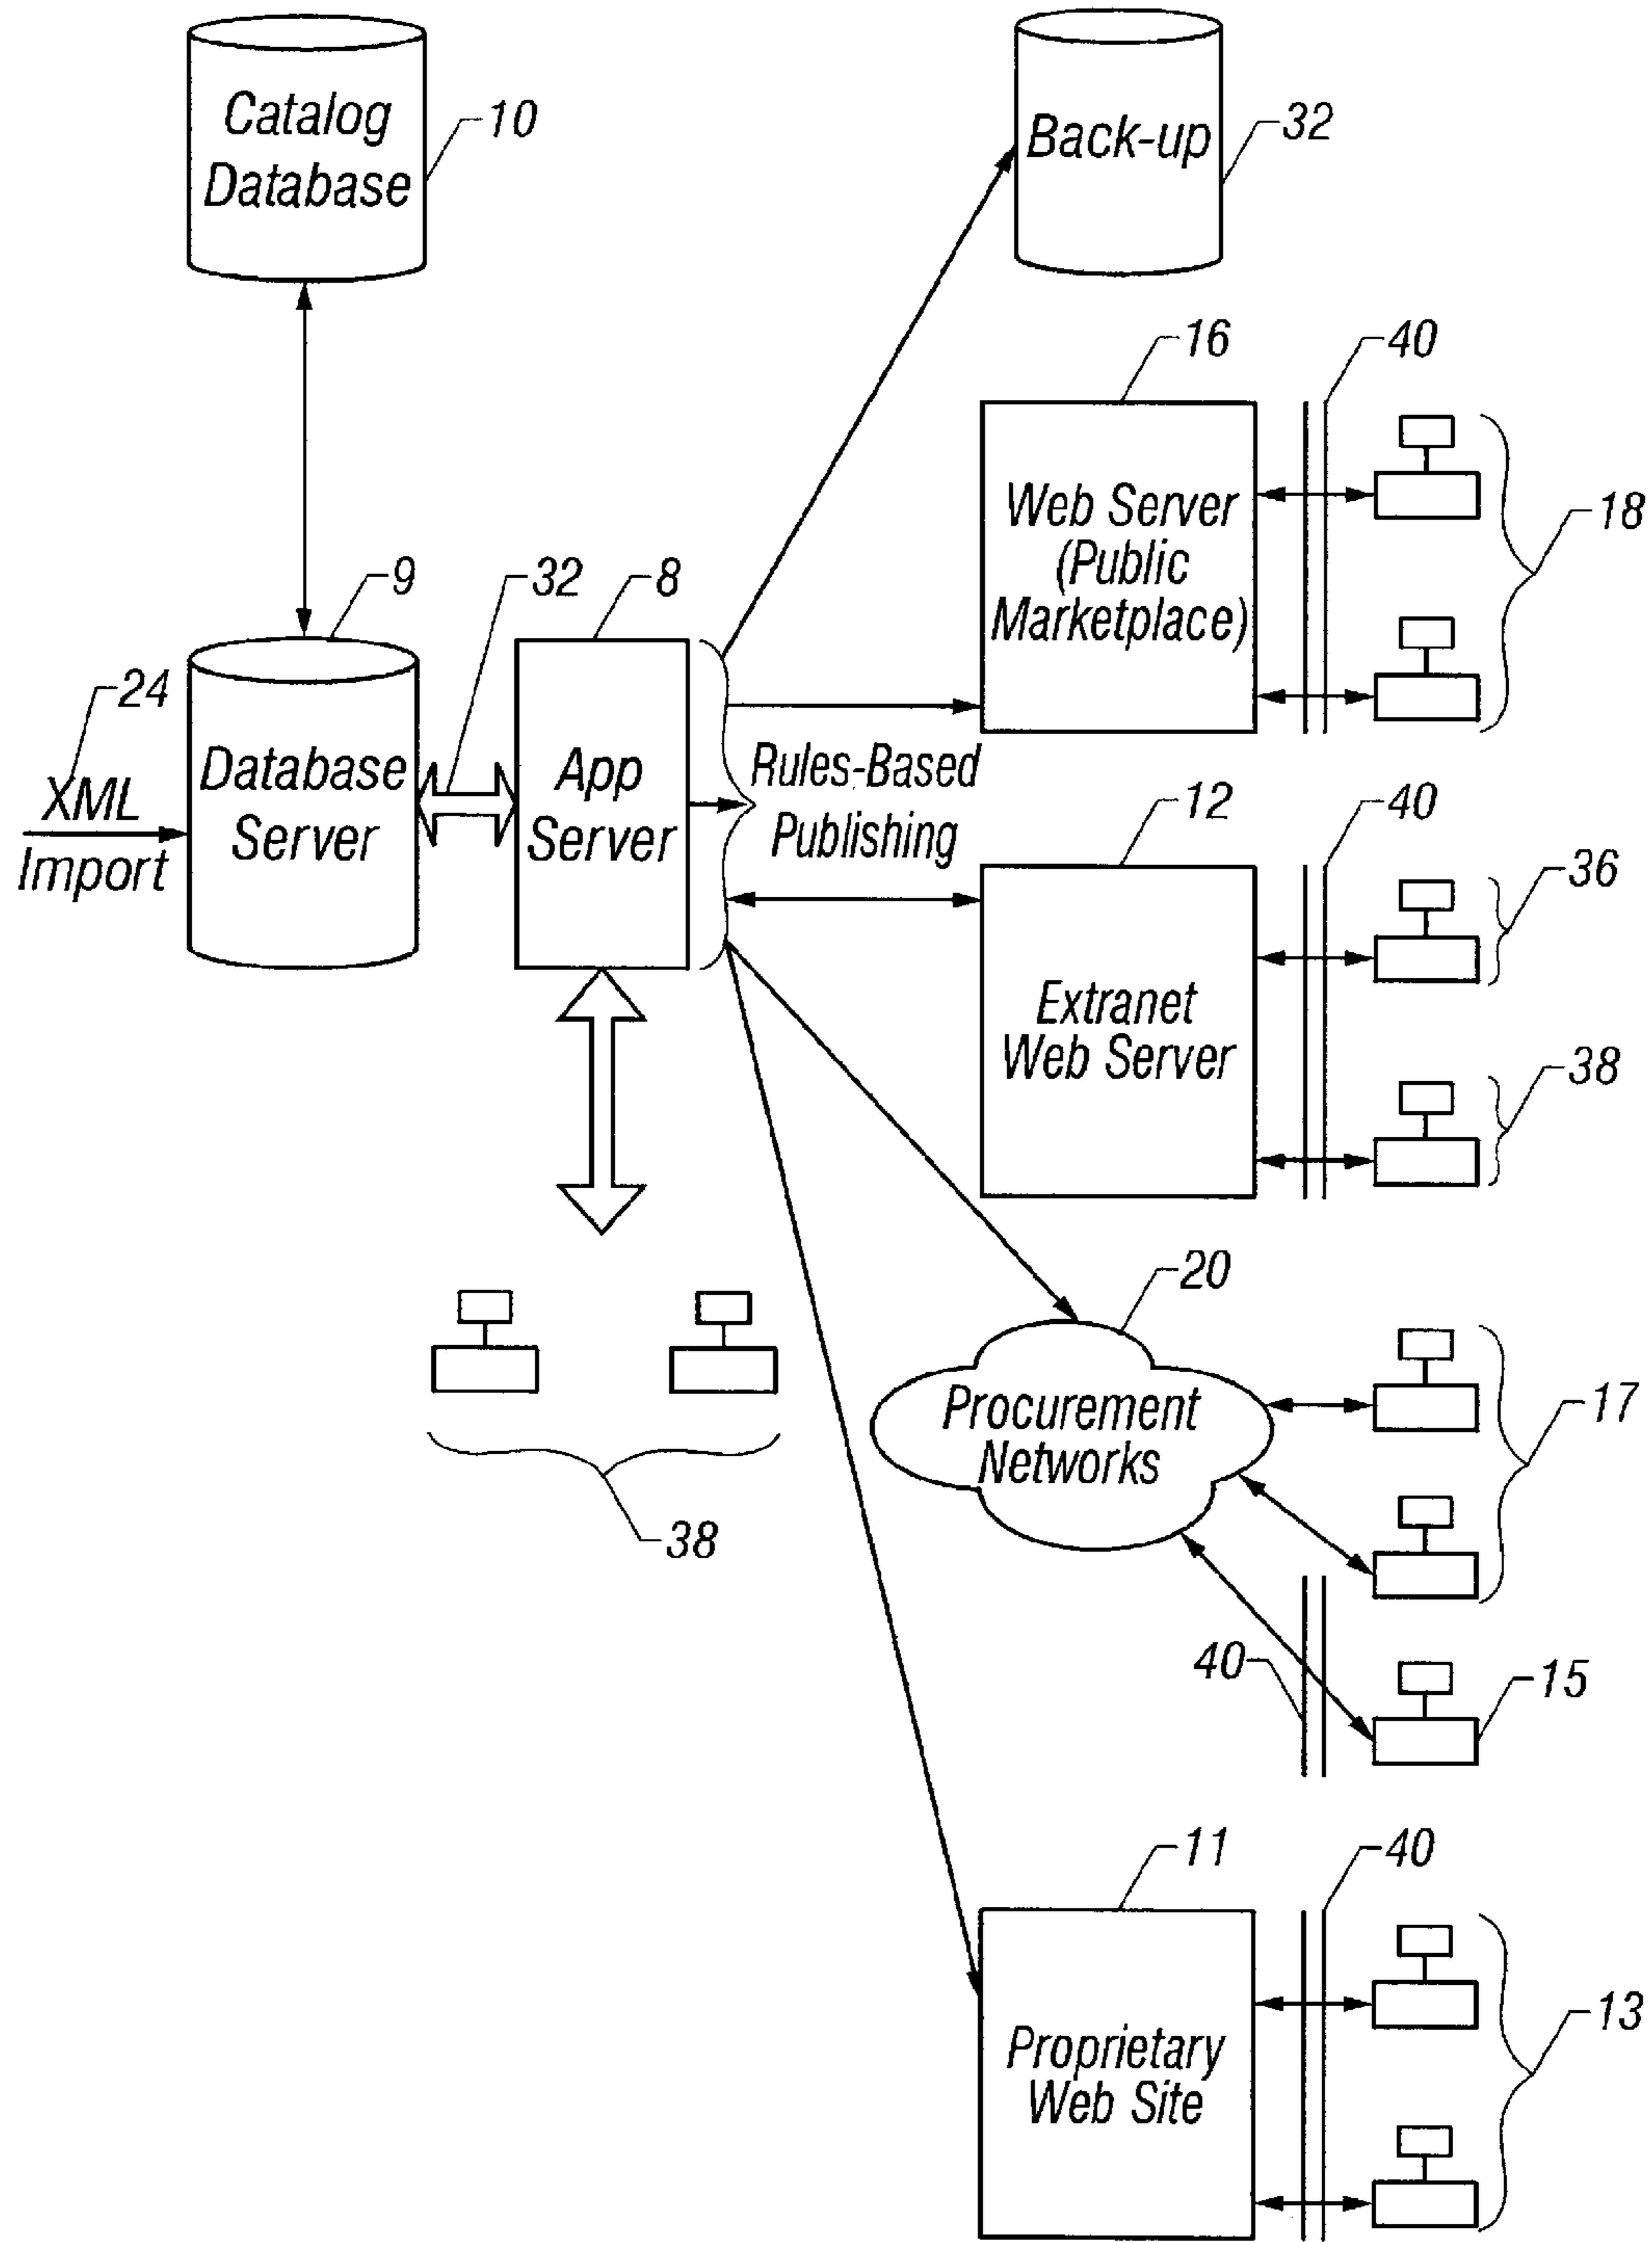 Catalog
Database
10
Back-up
32
16
40
Web Server
(Public
Marketplace)
18
9
32
8
24
XML
Import
Database
Server
App
Server
Rules-Based
Publishing
12
40
36
Extranet
Web Server
38
20
Procurement
Networks
17
38
40
15
11
40
Proprietary
Web Site
13